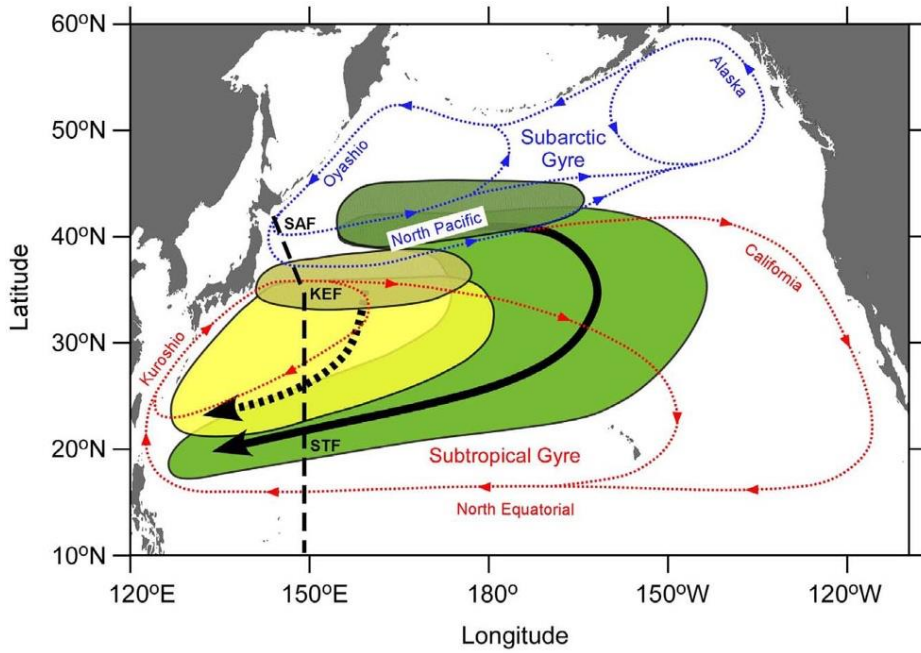 60°N
50°N
40°N
30°N
20°N
10°N
Latitude
120°E
150°E
180°
150°W
120°W
Longitude
Alaska
Subarctic
Gyre
Oyashio
SAF
North Pacific
California
KEF
Kuroshio
STF
Subtropical Gyre
North Equatorial